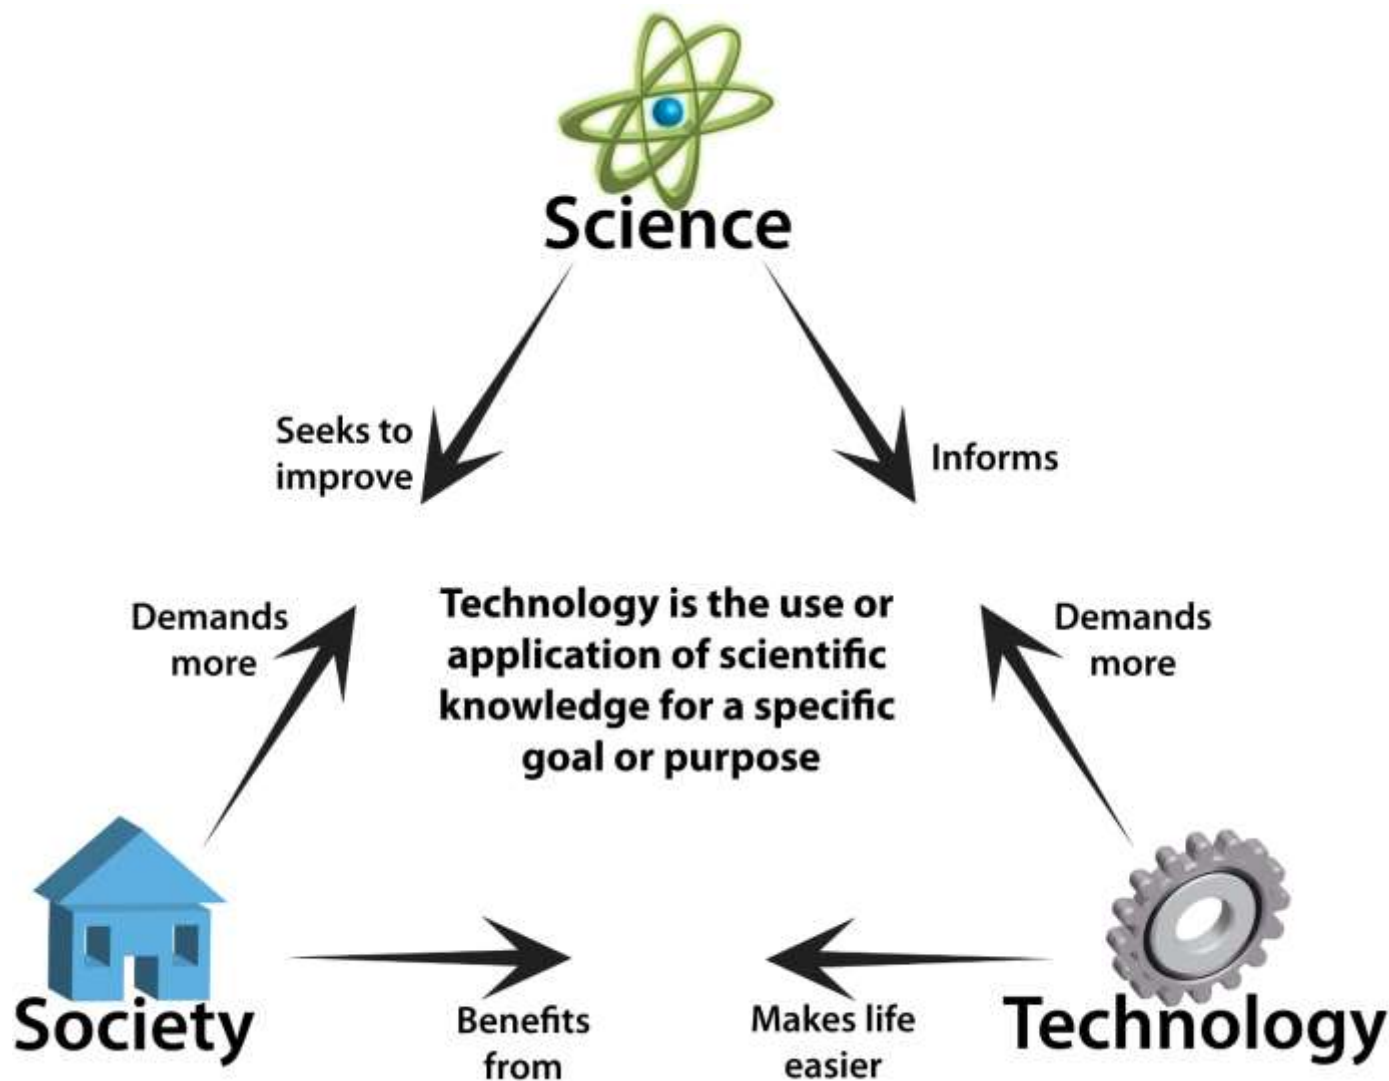 Science
Seeks to
improve
Informs
Demands
more
Technology is the use or
application of scientific
knowledge for a specific
goal or purpose
Demands
more
Society
Benefits
from
Makes life
easier
Technology